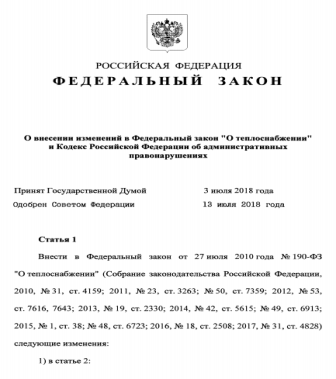 РОССИЙСКАЯ ФЕДЕРАЦИЯ
ФЕДЕРАЛЬНЫЙ ЗАКОН
О внесении изменений в Федеральный закон "О теплоснабжении"
и Кодекс Российской Федерации об административных
правонарушениях
Принят Государственной Думой 3 июля 2018 года
Одобрен Советом Федерации 13 июля 2018 года
Статья 1
Внести в Федеральный закон от 27 июля 2010 года № 190-ФЗ
"О теплоснабжении" (Собрание законодательства Российской Федерации,
2010, № 31, ст. 4159; 2011, № 23, ст. 3263; № 50, ст. 7359; 2012, № 53,
ст. 7616, 7643; 2013, № 19, ст. 2330; 2014, № 42, ст. 5615; № 49, ст. 6913;
2015, № 1, ст. 38; № 48, ст. 6723; 2016, № 18, ст. 2508; 2017, № 31, ст. 4828)
следующие изменения:
1) в статье 2: